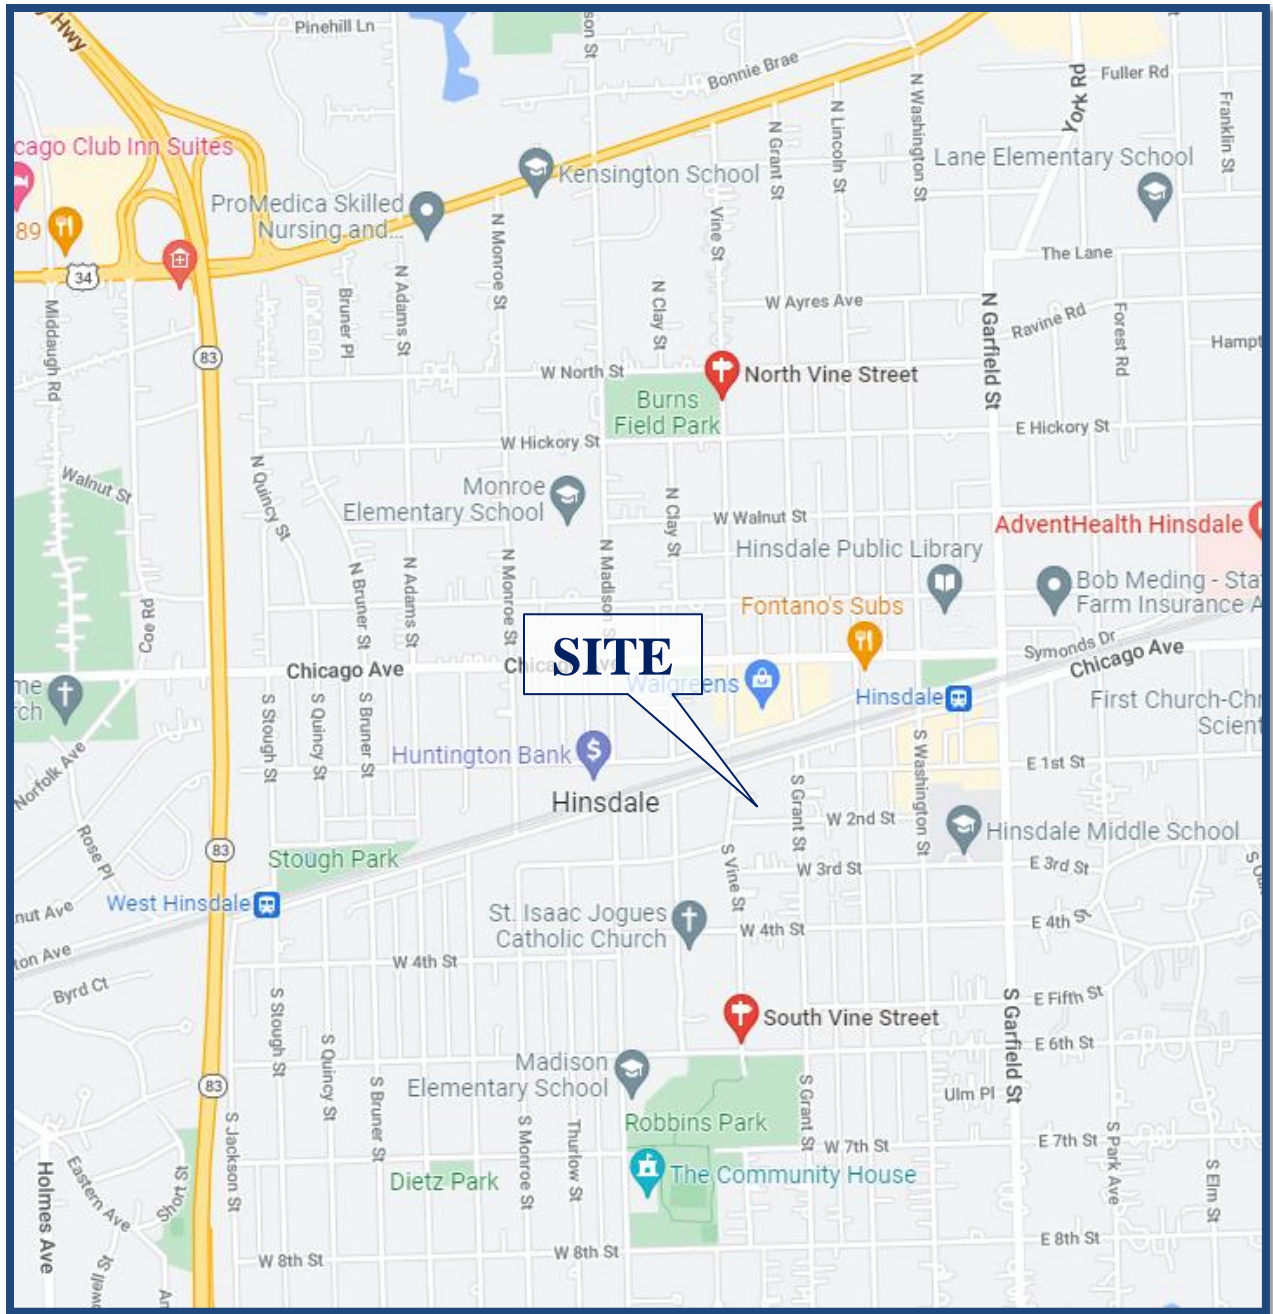 Hwy
Pinehill Ln
son St
Bonnie Brae
N Washington St
York Rd
Fuller Rd
Franklin St
cago Club Inn Suites
Kensington School
N Grant St
N Lincoln St
Lane Elementary School
ProMedica Skilled
Nursing and...
89
34
N Monroe St
Vine St
The Lane
Middaugh Rd
Bruner Pl
N Adams St
N Clay St
W Ayres Ave
N Garfield St
Ravine Rd
Forest Rd
Hampt
83
W North St
North Vine Street
Burns
Field Park
W Hickory St
E Hickory St
Walnut St
N Quincy St
Monroe
Elementary School
N Clay St
W Walnut St
AdventHealth Hinsdale
Hinsdale Public Library
N Bruner St
N Adams St
N Monroe St
N Madison S
Coe Rd
Fontano's Subs
Bob Meding - Sta
Farm Insurance A
SITE
Symonds Dr
Chicago Ave
Chicago Ave
Chicago Ave
Walgreens
Hinsdale
me
rch
First Church-Chr
Scient
S Stough St
S Quincy St
S Bruner St
Norfolk Ave
Huntington Bank
Hinsdale
S Grant St
S Washington St
E 1st St
W 2nd St
Hinsdale Middle School
Rose Pl
83
Stough Park
S Vine St
W 3rd St
E 3rd St
nut Ave
West Hinsdale
St. Isaac Jogues
Catholic Church
W 4th St
E 4th St
ton Ave
Byrd Ct
W 4th St
S Stough St
S Garfield St
E Fifth St
South Vine Street
E 6th St
S Quincy St
Madison
Elementary School
83
S Bruner St
S Grant St
Ulm Pl
S Jackson St
S Monroe St
Thurlow St
Robbins Park
W 7th St
E 7th St
S Park Ave
S Elm St
Holmes Ave
Eastern Ave
Short St
Dietz Park
The Community House
W 8th St
W 8th St
E 8th St